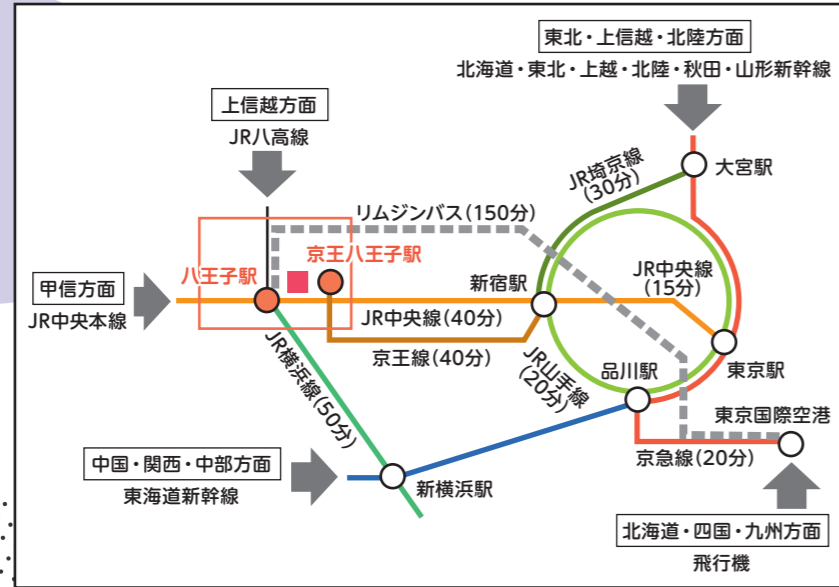 東北・上信越・北陸方面
北海道・東北・上越・北陸・秋田・山形新幹線
上信越方面
JR八高線
大宮駅
JR埼京線
(30分)
リムジンバス(150分)
八王子駅
京王八王子駅
甲信方面
JR中央本線
新宿駅
JR中央線
(15分)
JR中央線(40分)
京王線(40分)
JR横浜線(50分)
JR山手線
(20分)
品川駅
東京駅
東京国際空港
京急線(20分)
中国・関西・中部方面
東海道新幹線
新横浜駅
北海道・四国・九州方面
飛行機